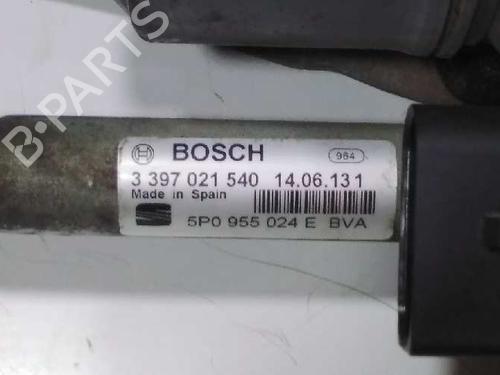 B-PARTS
BOSCH 984
3 397 021 540 14.06.13 1
Made in Spain
5P0 955 024 E BVA